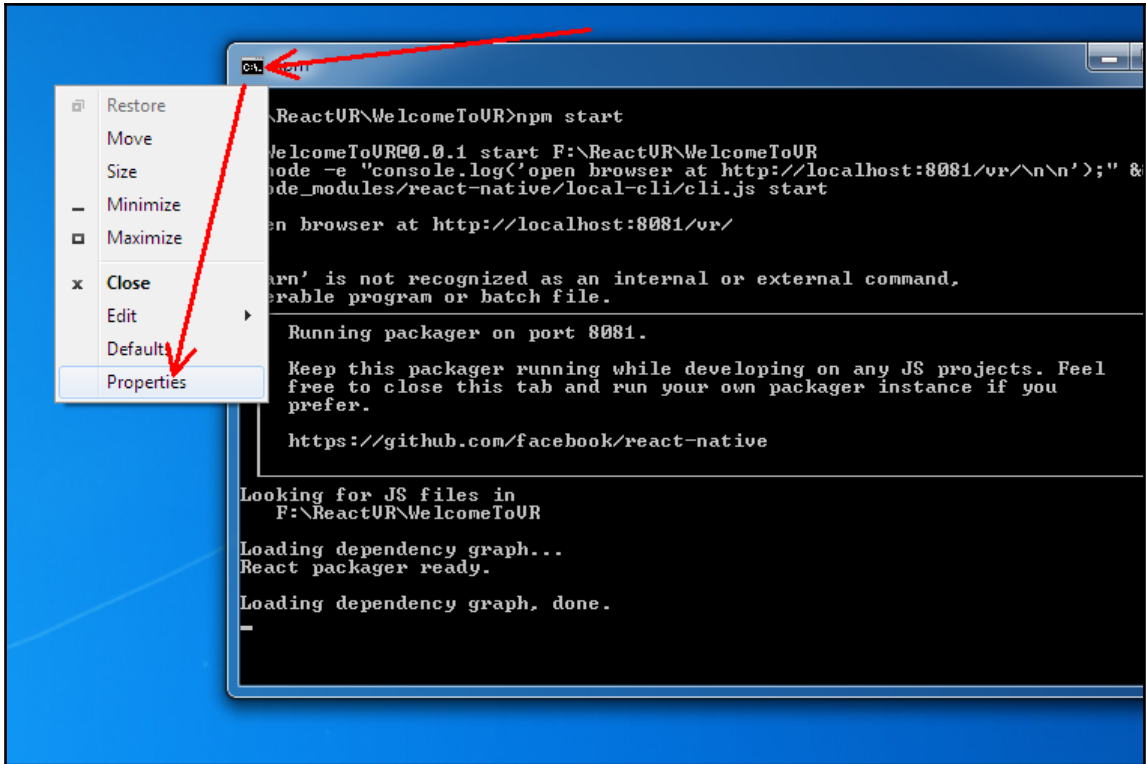 C:\.
npm
Restore
Move
Size
Minimize
Maximize
Close
Edit
Defaults
Properties
\ReactVR\WelcomeToVR>npm start
WelcomeToVR@0.0.1 start F:\ReactVR\WelcomeToVR
node -e "console.log('open browser at http://localhost:8081/vr/\n\n');" &
ode_modules/react-native/local-cli/cli.js start
en browser at http://localhost:8081/vr/
arn' is not recognized as an internal or external command,
erable program or batch file.
Running packager on port 8081.
Keep this packager running while developing on any JS projects. Feel
free to close this tab and run your own packager instance if you
prefer.
https://github.com/facebook/react-native
Looking for JS files in
F:\ReactVR\WelcomeToVR
Loading dependency graph...
React packager ready.
Loading dependency graph, done.